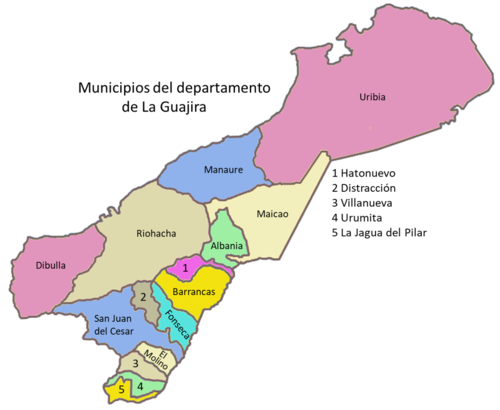 Municipios del departamento
de La Guajira
Uribia
Manaure
1 Hatonuevo
2 Distracción
3 Villanueva
4 Urumita
5 La Jagua del Pilar
Maicao
Riohacha
Albania
Dibulla
1
Barrancas
2
San Juan
del Cesar
Fonseca
El
Molino
3
4
5